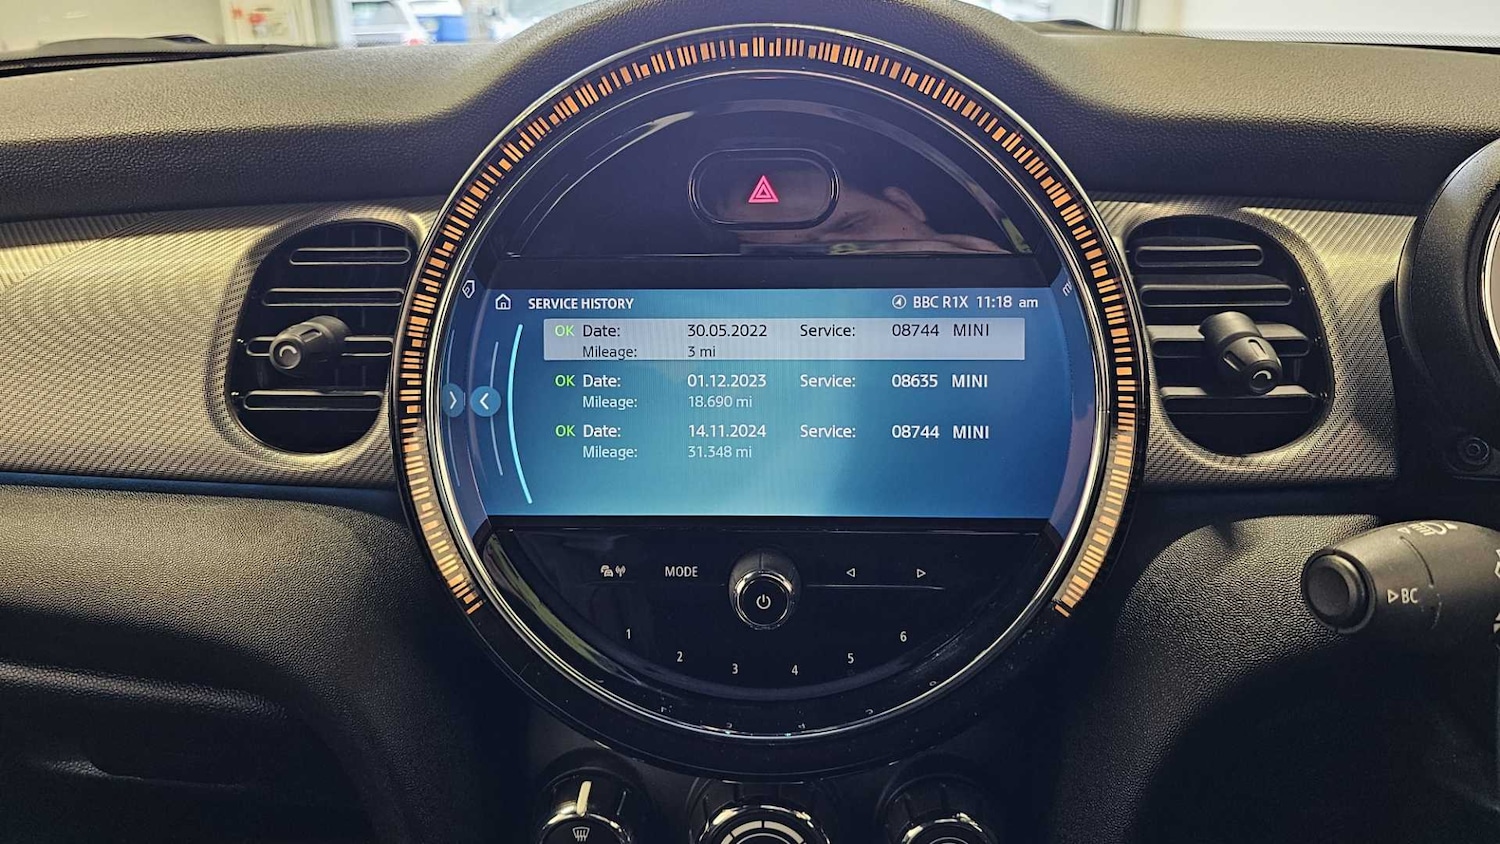 SERVICE HISTORY BBC R1X 11:18 am
OK Date: 30.05.2022 Service: 08744 MINI
Mileage: 3 mi
OK Date: 01.12.2023 Service: 08635 MINI
Mileage: 18.690 mi
OK Date: 14.11.2024 Service: 08744 MINI
Mileage: 31.348 mi
MODE
1 2 3 4 5 6
BC